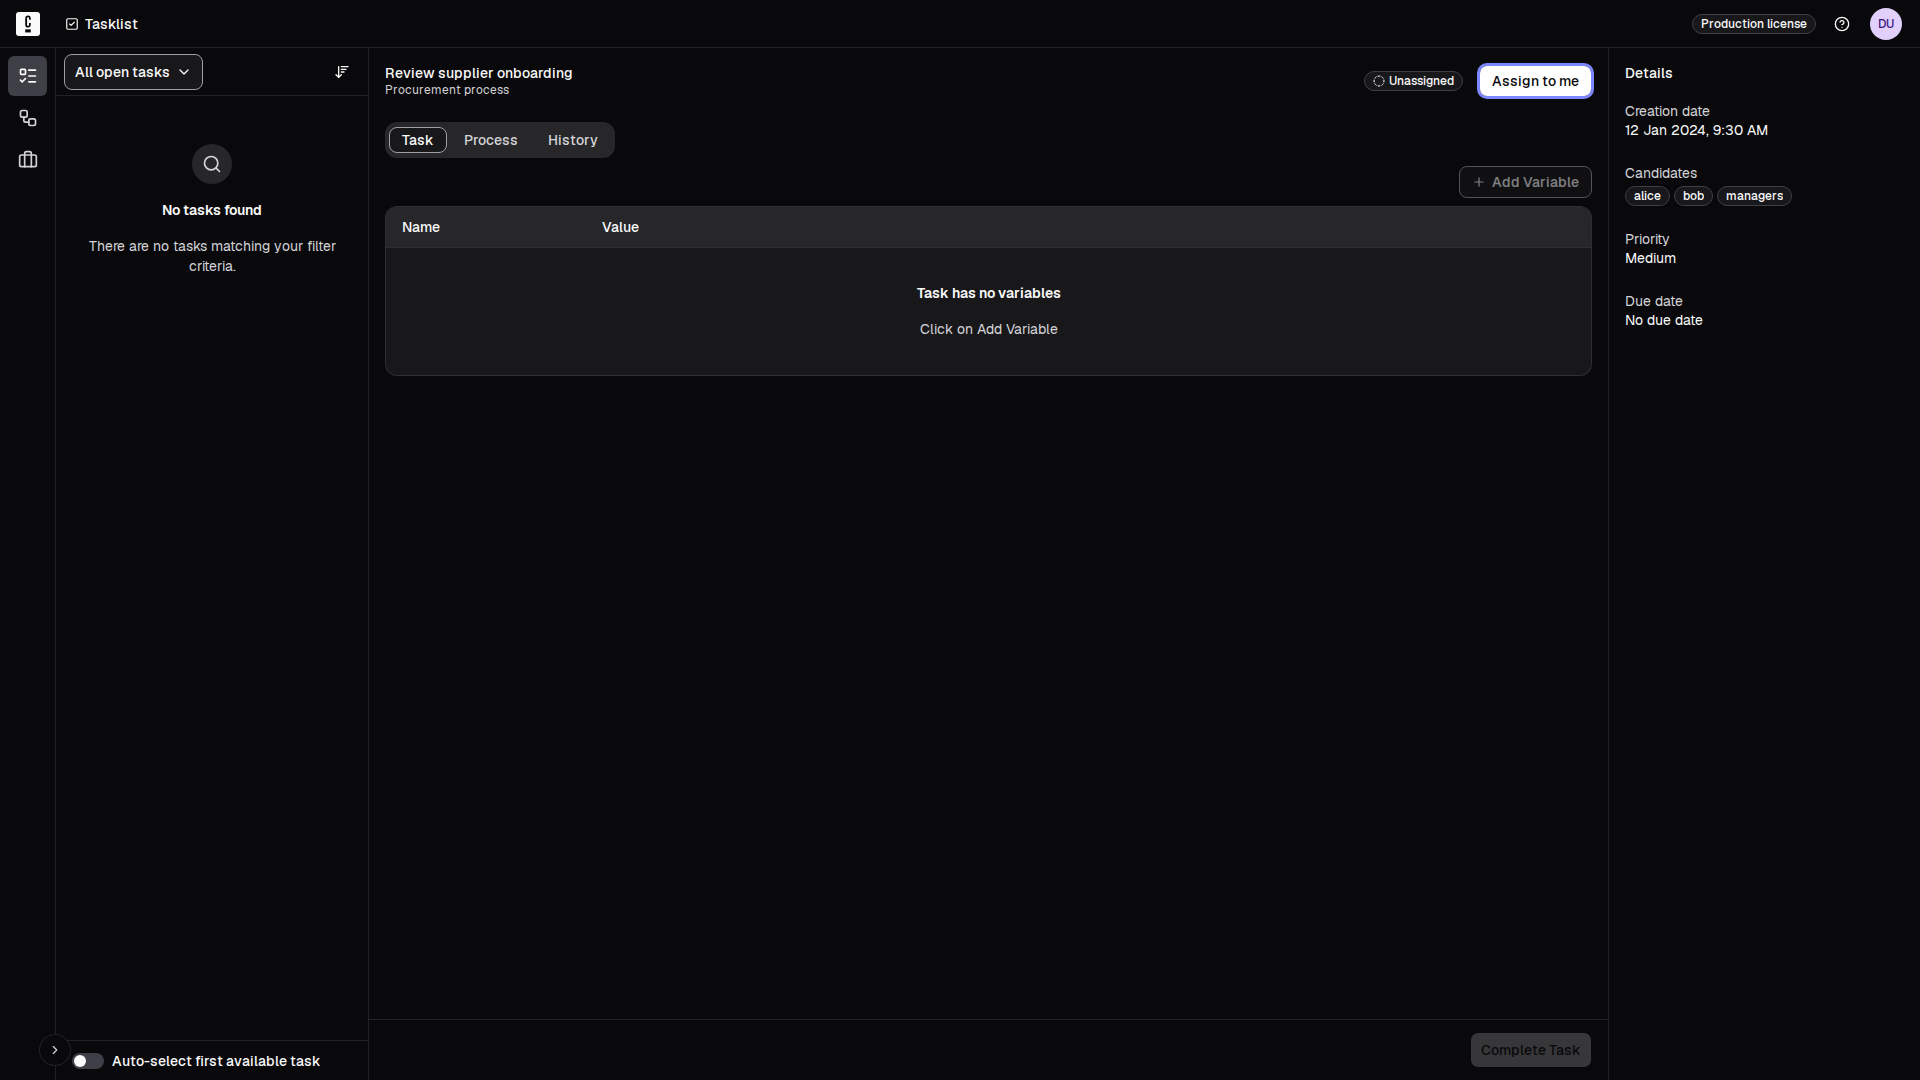 Tasklist
Production license
DU
All open tasks
No tasks found
There are no tasks matching your filter
criteria.
Auto-select first available task
Review supplier onboarding
Procurement process
Unassigned
Assign to me
Task
Process
History
Add Variable
Name
Value
Task has no variables
Click on Add Variable
Complete Task
Details
Creation date
12 Jan 2024, 9:30 AM
Candidates
alice
bob
managers
Priority
Medium
Due date
No due date